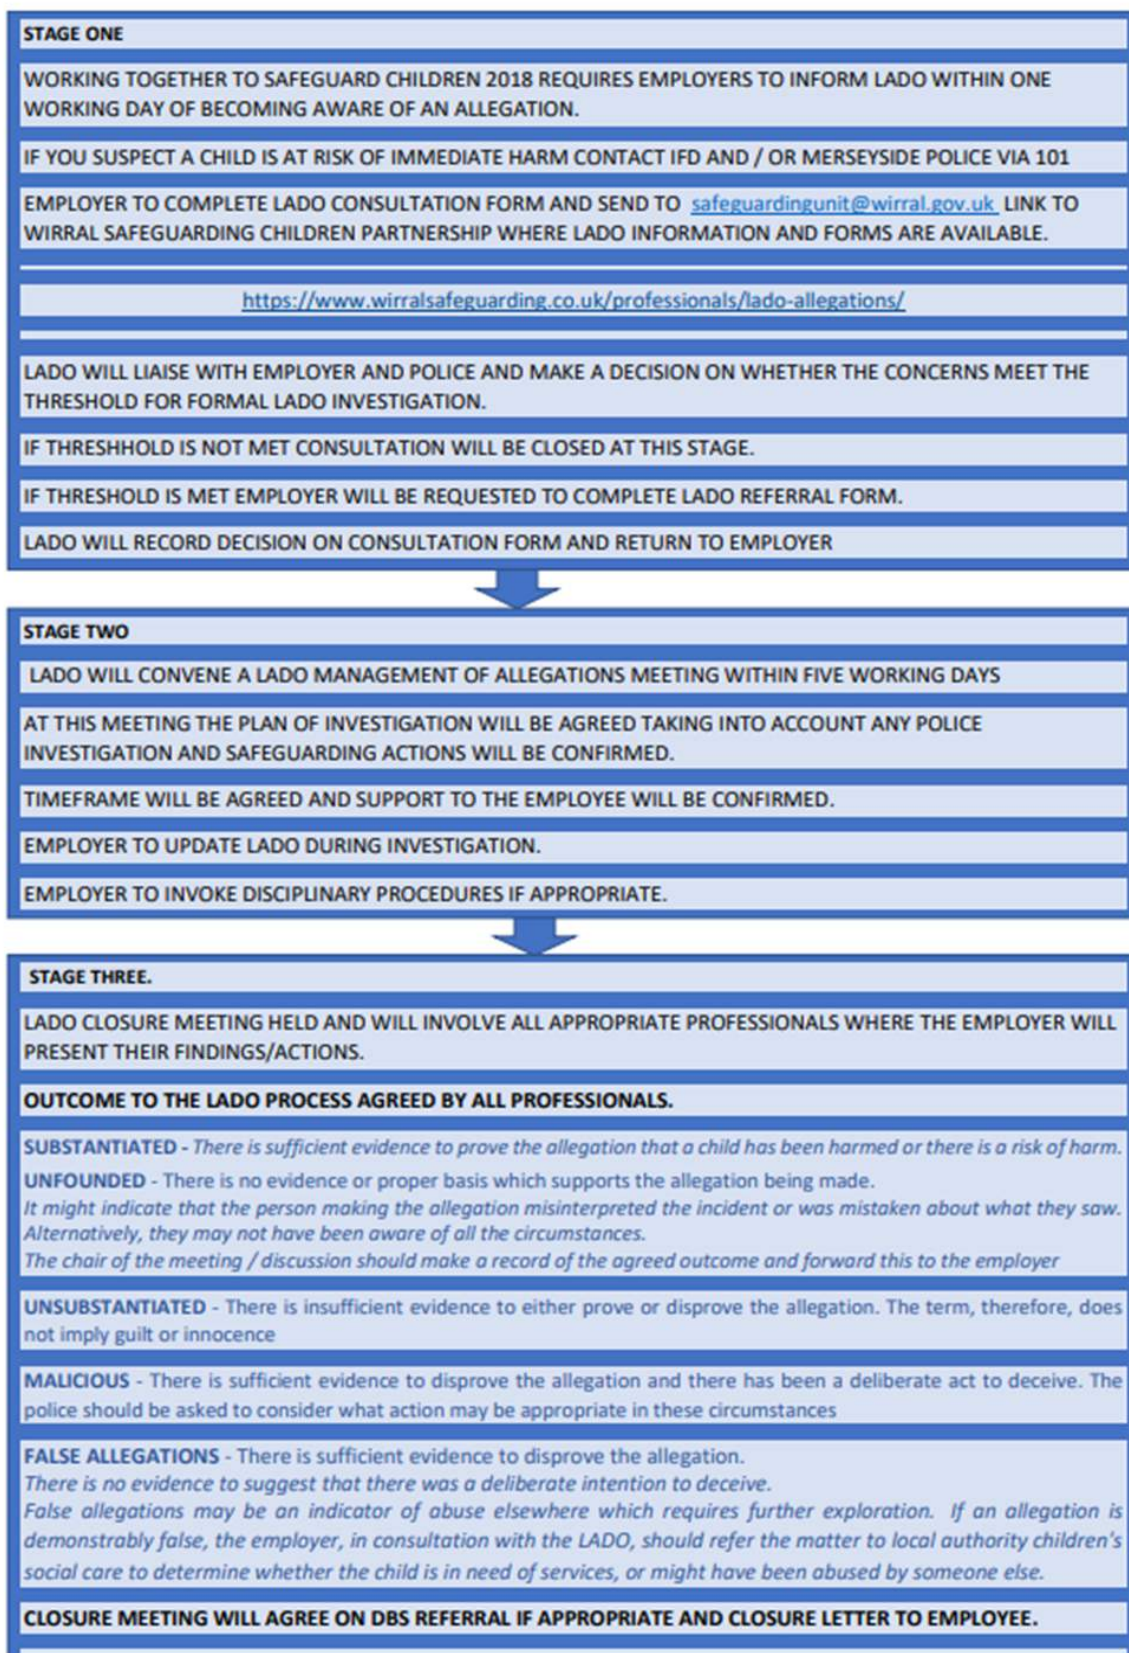 STAGE ONE
WORKING TOGETHER TO SAFEGUARD CHILDREN 2018 REQUIRES EMPLOYERS TO INFORM LADO WITHIN ONE
WORKING DAY OF BECOMING AWARE OF AN ALLEGATION.
IF YOU SUSPECT A CHILD IS AT RISK OF IMMEDIATE HARM CONTACT IFD AND / OR MERSEYSIDE POLICE VIA 101
EMPLOYER TO COMPLETE LADO CONSULTATION FORM AND SEND TO safeguardingunit@wirral.gov.uk LINK TO
WIRRAL SAFEGUARDING CHILDREN PARTNERSHIP WHERE LADO INFORMATION AND FORMS ARE AVAILABLE.
https://www.wirralsafeguarding.co.uk/professionals/lado-allegations/
LADO WILL LIAISE WITH EMPLOYER AND POLICE AND MAKE A DECISION ON WHETHER THE CONCERNS MEET THE
THRESHOLD FOR FORMAL LADO INVESTIGATION.
IF THRESHHOLD IS NOT MET CONSULTATION WILL BE CLOSED AT THIS STAGE.
IF THRESHOLD IS MET EMPLOYER WILL BE REQUESTED TO COMPLETE LADO REFERRAL FORM.
LADO WILL RECORD DECISION ON CONSULTATION FORM AND RETURN TO EMPLOYER
STAGE TWO
LADO WILL CONVENE A LADO MANAGEMENT OF ALLEGATIONS MEETING WITHIN FIVE WORKING DAYS
AT THIS MEETING THE PLAN OF INVESTIGATION WILL BE AGREED TAKING INTO ACCOUNT ANY POLICE
INVESTIGATION AND SAFEGUARDING ACTIONS WILL BE CONFIRMED.
TIMEFRAME WILL BE AGREED AND SUPPORT TO THE EMPLOYEE WILL BE CONFIRMED.
EMPLOYER TO UPDATE LADO DURING INVESTIGATION.
EMPLOYER TO INVOKE DISCIPLINARY PROCEDURES IF APPROPRIATE.
STAGE THREE.
LADO CLOSURE MEETING HELD AND WILL INVOLVE ALL APPROPRIATE PROFESSIONALS WHERE THE EMPLOYER WILL
PRESENT THEIR FINDINGS/ACTIONS.
OUTCOME TO THE LADO PROCESS AGREED BY ALL PROFESSIONALS.
SUBSTANTIATED - There is sufficient evidence to prove the allegation that a child has been harmed or there is a risk of harm.
UNFOUNDED - There is no evidence or proper basis which supports the allegation being made.
It might indicate that the person making the allegation misinterpreted the incident or was mistaken about what they saw.
Alternatively, they may not have been aware of all the circumstances.
The chair of the meeting / discussion should make a record of the agreed outcome and forward this to the employer
UNSUBSTANTIATED - There is insufficient evidence to either prove or disprove the allegation. The term, therefore, does
not imply guilt or innocence
MALICIOUS - There is sufficient evidence to disprove the allegation and there has been a deliberate act to deceive. The
police should be asked to consider what action may be appropriate in these circumstances
FALSE ALLEGATIONS - There is sufficient evidence to disprove the allegation.
There is no evidence to suggest that there was a deliberate intention to deceive.
False allegations may be an indicator of abuse elsewhere which requires further exploration. If an allegation is
demonstrably false, the employer, in consultation with the LADO, should refer the matter to local authority children's
social care to determine whether the child is in need of services, or might have been abused by someone else.
CLOSURE MEETING WILL AGREE ON DBS REFERRAL IF APPROPRIATE AND CLOSURE LETTER TO EMPLOYEE.